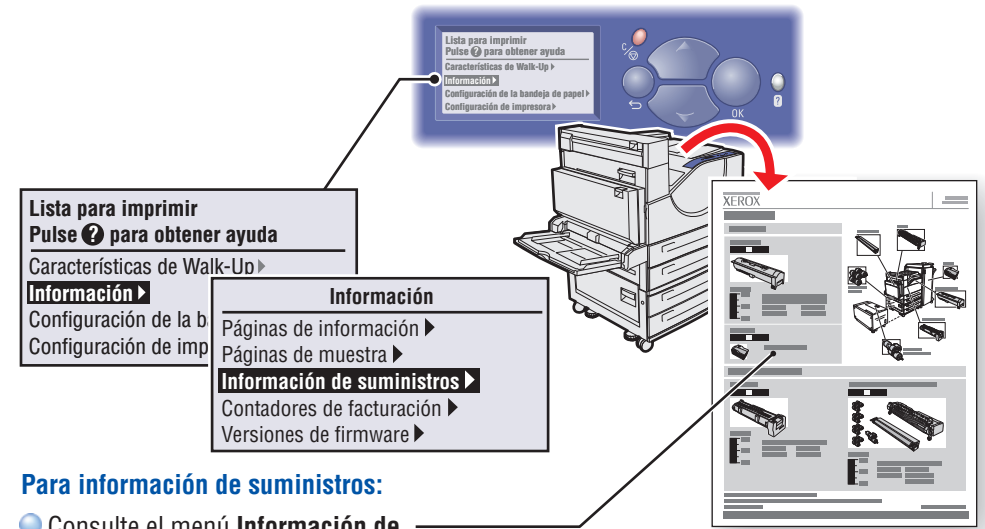 Lista para imprimir
Pulse ? para obtener ayuda
Características de Walk-Up
Información
Configuración de la bandeja de papel
Configuración de impresora
C/
?
OK
XEROX
Lista para imprimir
Pulse ? para obtener ayuda
Características de Walk-Up
Información
Configuración de la b
Configuración de imp
Información
Páginas de información
Páginas de muestra
Información de suministros
Contadores de facturación
Versiones de firmware
Para información de suministros:
Consulte el menú Información de